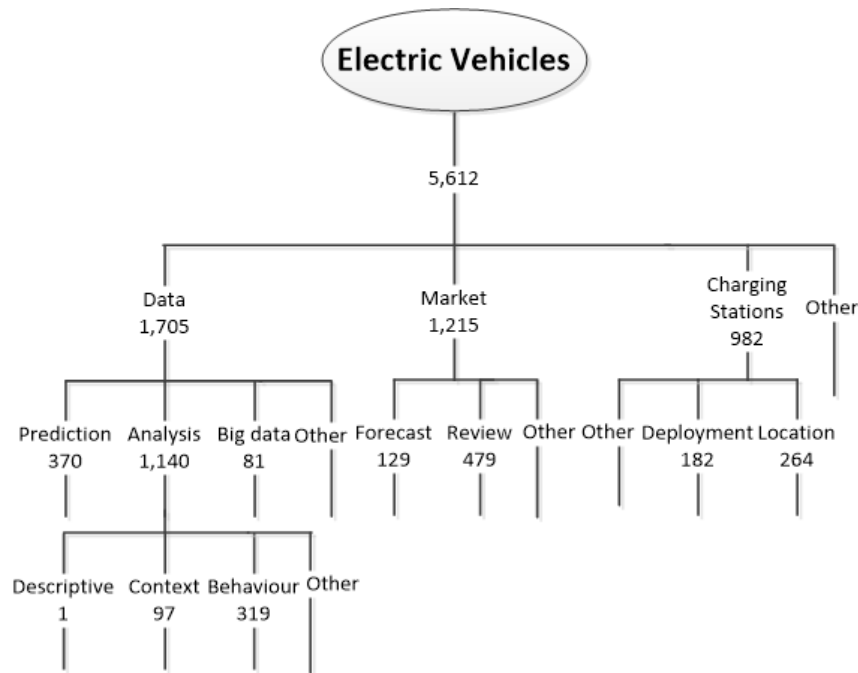 Electric Vehicles
5,612
Data
1,705
Market
1,215
Charging
Stations
982
Other
Prediction
370
Analysis
1,140
Big data
81
Other
Forecast
129
Review
479
Other
Other
Deployment
182
Location
264
Descriptive
1
Context
97
Behaviour
319
Other